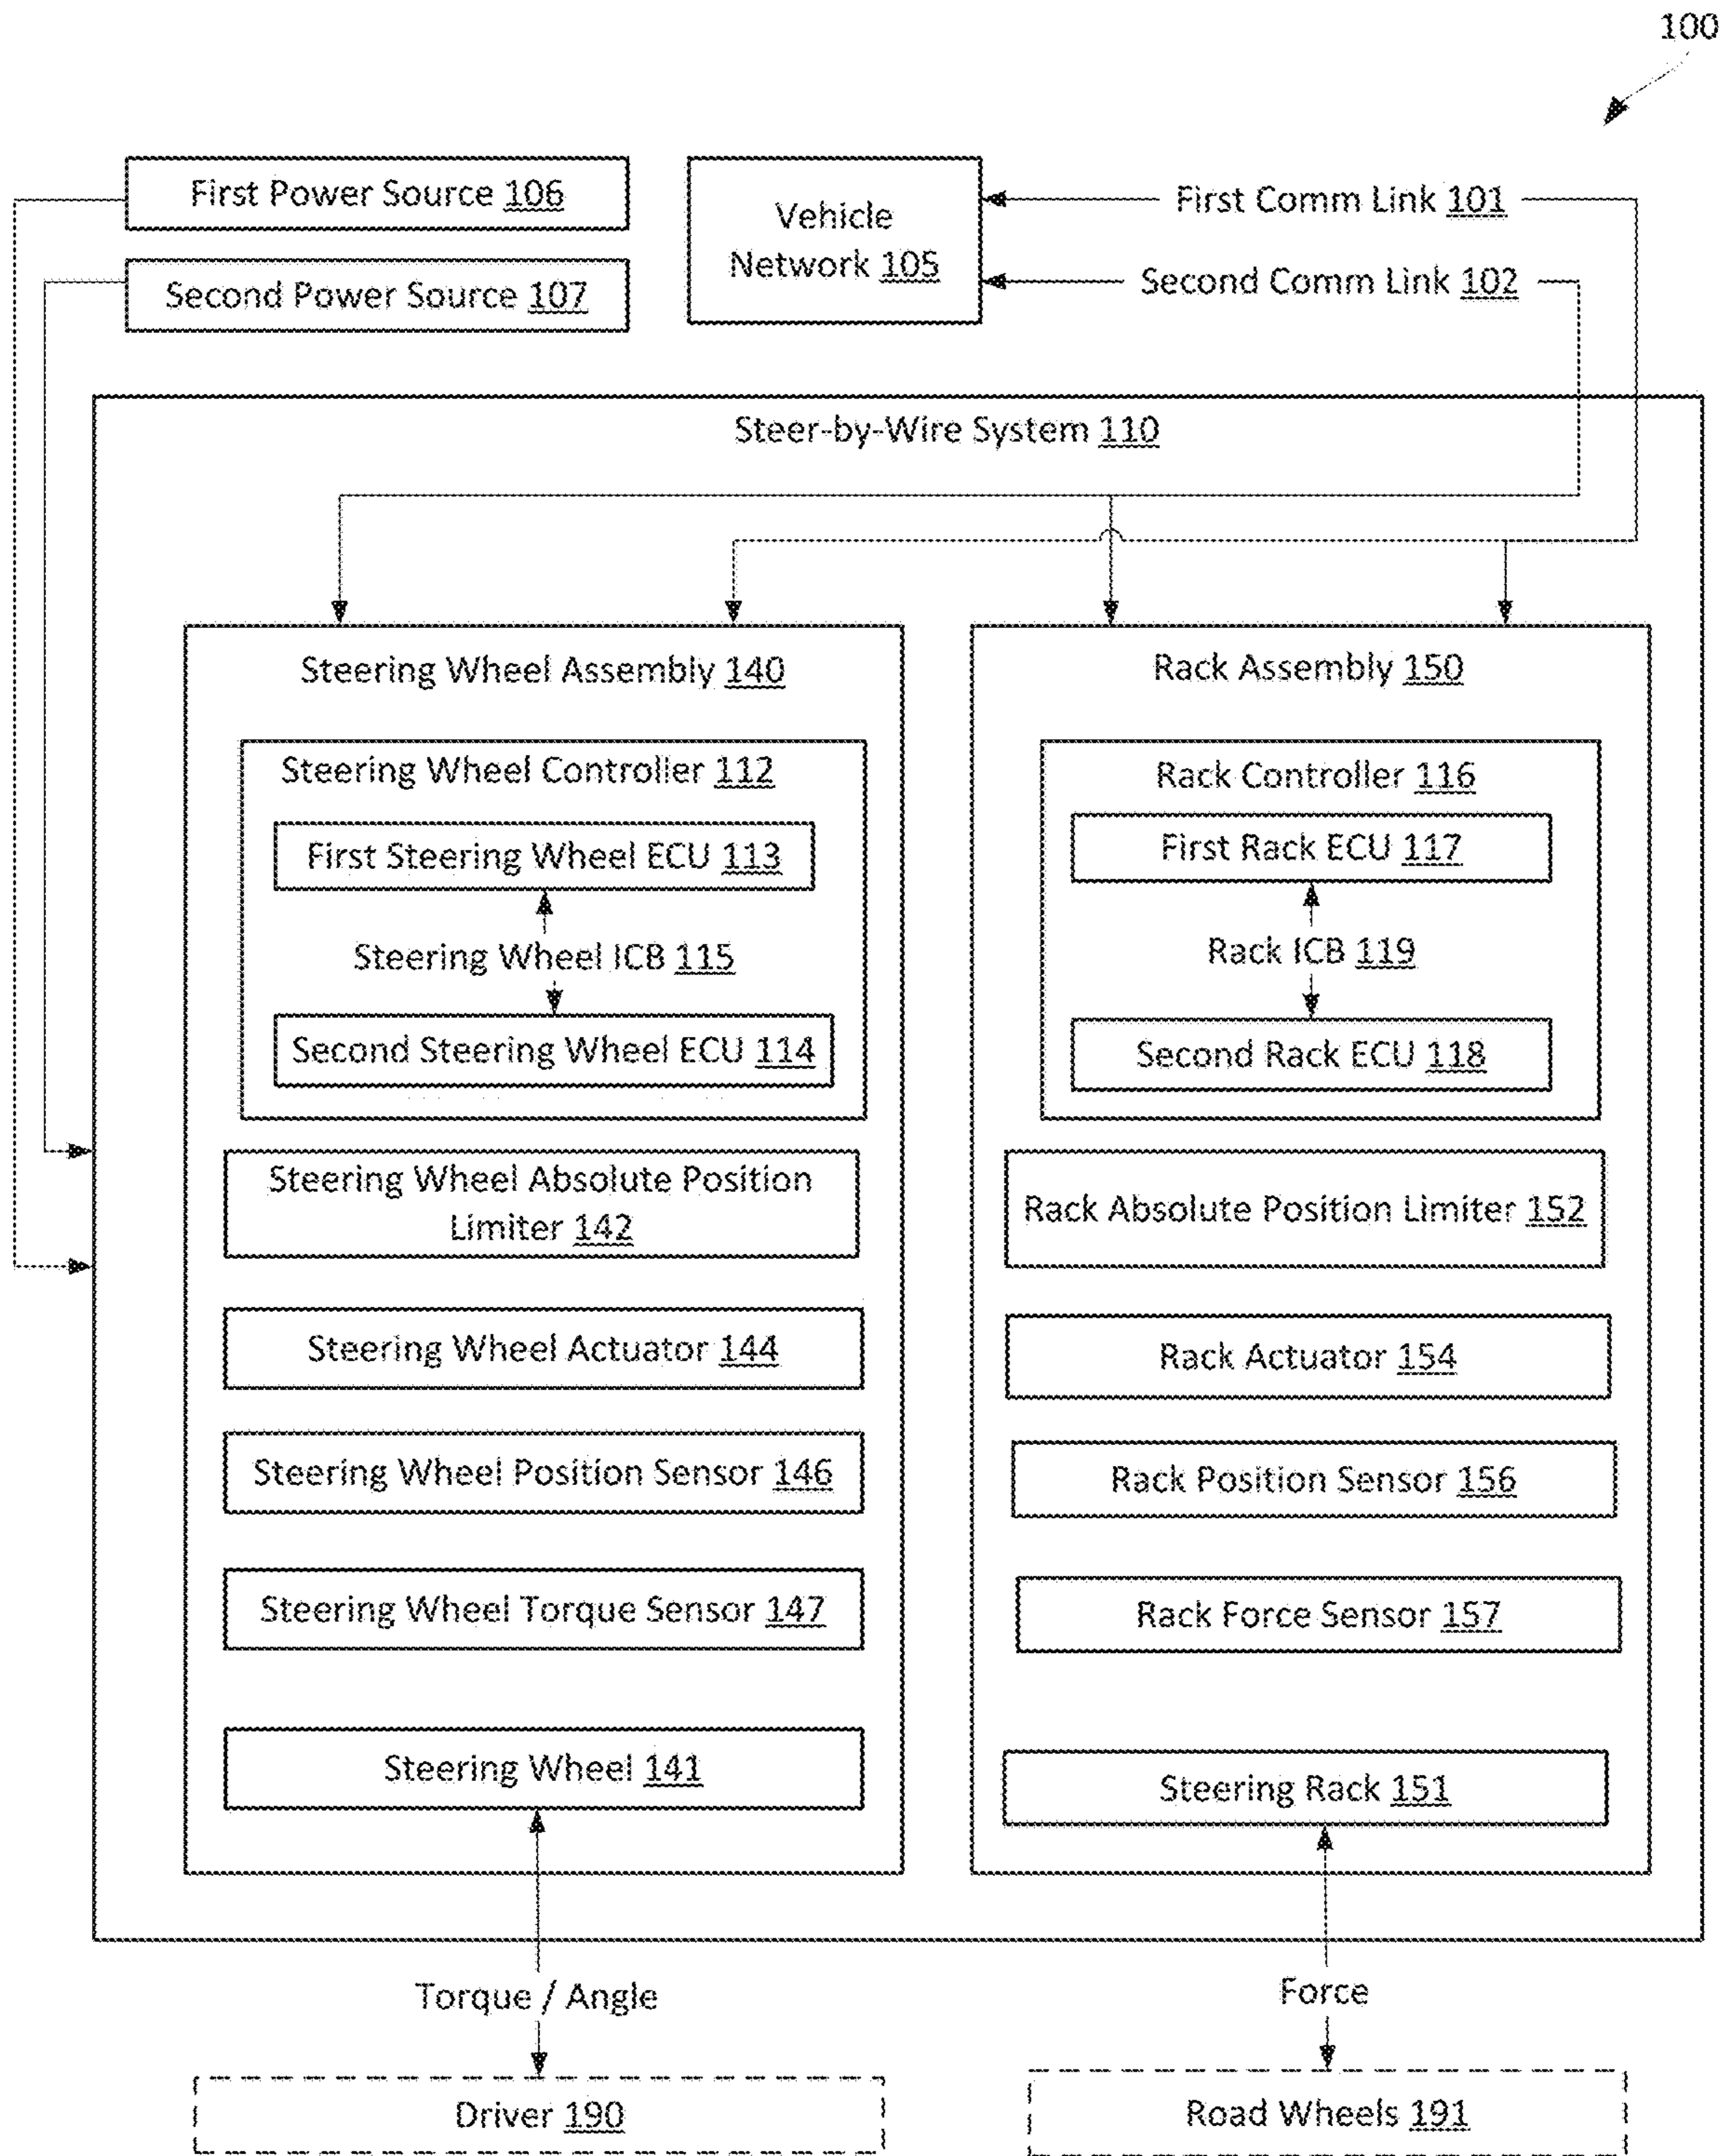 100
First Power Source 106
Second Power Source 107
Vehicle
Network 105
First Comm Link 101
Second Comm Link 102
Steer-by-Wire System 110
Steering Wheel Assembly 140
Steering Wheel Controller 112
First Steering Wheel ECU 113
Steering Wheel ICB 115
Second Steering Wheel ECU 114
Steering Wheel Absolute Position
Limiter 142
Steering Wheel Actuator 144
Steering Wheel Position Sensor 146
Steering Wheel Torque Sensor 147
Steering Wheel 141
Rack Assembly 150
Rack Controller 116
First Rack ECU 117
Rack ICB 119
Second Rack ECU 118
Rack Absolute Position Limiter 152
Rack Actuator 154
Rack Position Sensor 156
Rack Force Sensor 157
Steering Rack 151
Torque / Angle
Force
Driver 190
Road Wheels 191